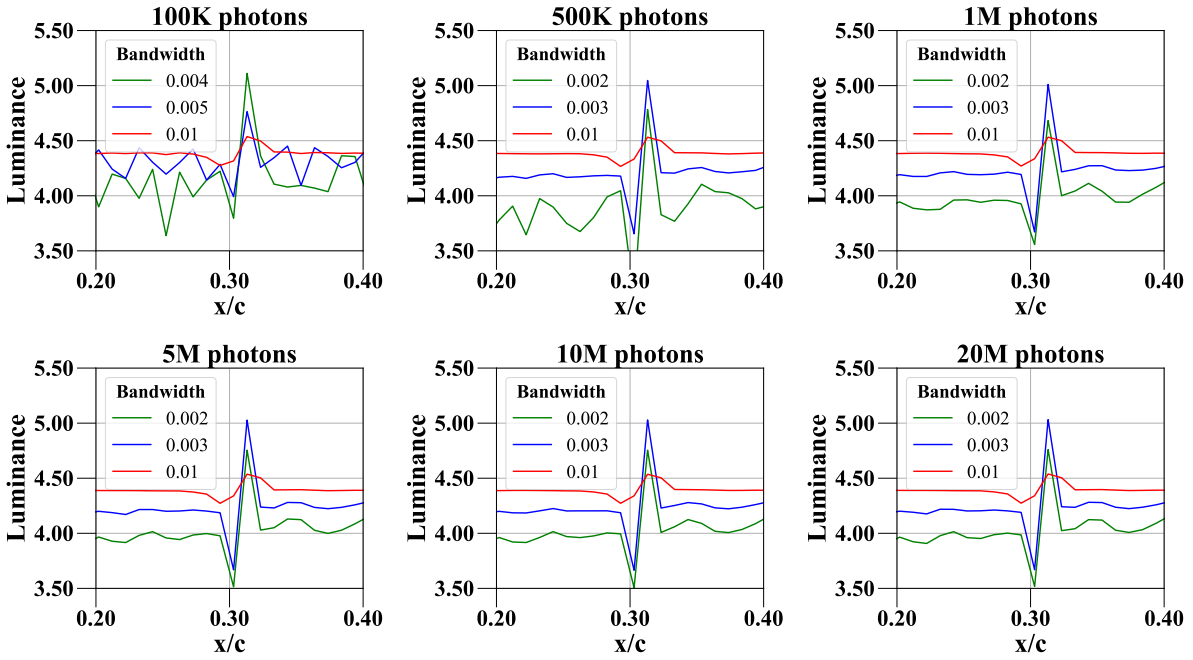 100K photons
5.50
5.00
4.50
4.00
3.50
Luminance
Bandwidth
0.004
0.005
0.01
0.20
0.30
0.40
x/c
500K photons
5.50
5.00
4.50
4.00
3.50
Luminance
Bandwidth
0.002
0.003
0.01
0.20
0.30
0.40
x/c
1M photons
5.50
5.00
4.50
4.00
3.50
Luminance
Bandwidth
0.002
0.003
0.01
0.20
0.30
0.40
x/c
5M photons
5.50
5.00
4.50
4.00
3.50
Luminance
Bandwidth
0.002
0.003
0.01
0.20
0.30
0.40
x/c
10M photons
5.50
5.00
4.50
4.00
3.50
Luminance
Bandwidth
0.002
0.003
0.01
0.20
0.30
0.40
x/c
20M photons
5.50
5.00
4.50
4.00
3.50
Luminance
Bandwidth
0.002
0.003
0.01
0.20
0.30
0.40
x/c